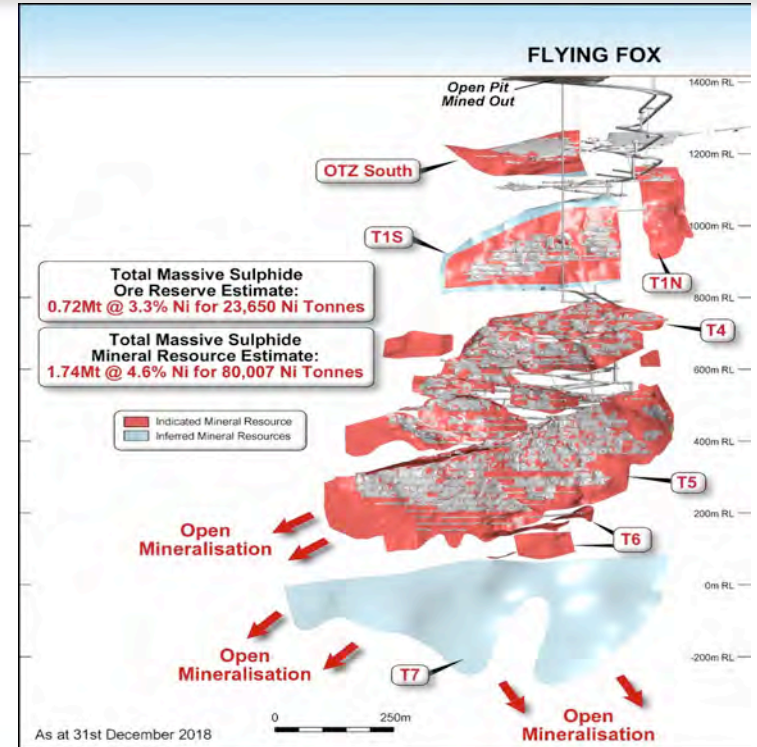 FLYING FOX
Open Pit
Mined Out
1400m RL
1200m RL
OTZ South
T1S
1000m RL
T1N
Total Massive Sulphide
Ore Reserve Estimate:
0.72Mt @ 3.3% Ni for 23,650 Ni Tonnes
800m RL
T4
Total Massive Sulphide
Mineral Resource Estimate:
1.74Mt @ 4.6% Ni for 80,007 Ni Tonnes
600m RL
Indicated Mineral Resource
Inferred Mineral Resources
400m RL
T5
200m RL
Open
Mineralisation
T6
0m RL
Open
Mineralisation
-200m RL
T7
0 250m
Open
Mineralisation
As at 31st December 2018